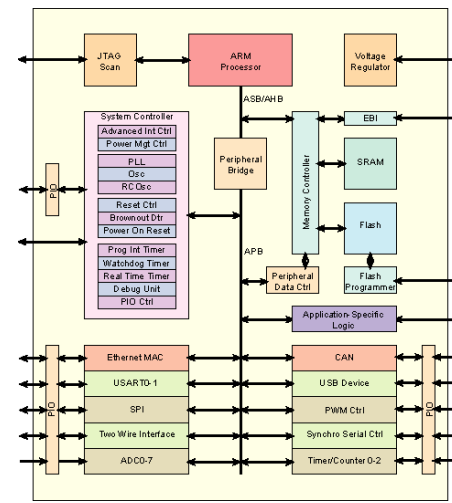 JTAG
Scan
ARM
Processor
Voltage
Regulator
ASB/AHB
System Controller
Advanced Int Ctrl
Power Mgt Ctrl
PLL
Osc
RC Osc
Reset Ctrl
Brownout Dtr
Power On Reset
Prog Int Timer
Watchdog Timer
Real Time Timer
Debug Unit
PIO Ctrl
PIO
Peripheral
Bridge
APB
Memory Controller
EBI
SRAM
Flash
Peripheral
Data Ctrl
Flash
Programmer
Application-Specific
Logic
PIO
Ethernet MAC
USART0-1
SPI
Two Wire Interface
ADC0-7
CAN
USB Device
PWM Ctrl
Synchro Serial Ctrl
Timer/Counter 0-2
PIO